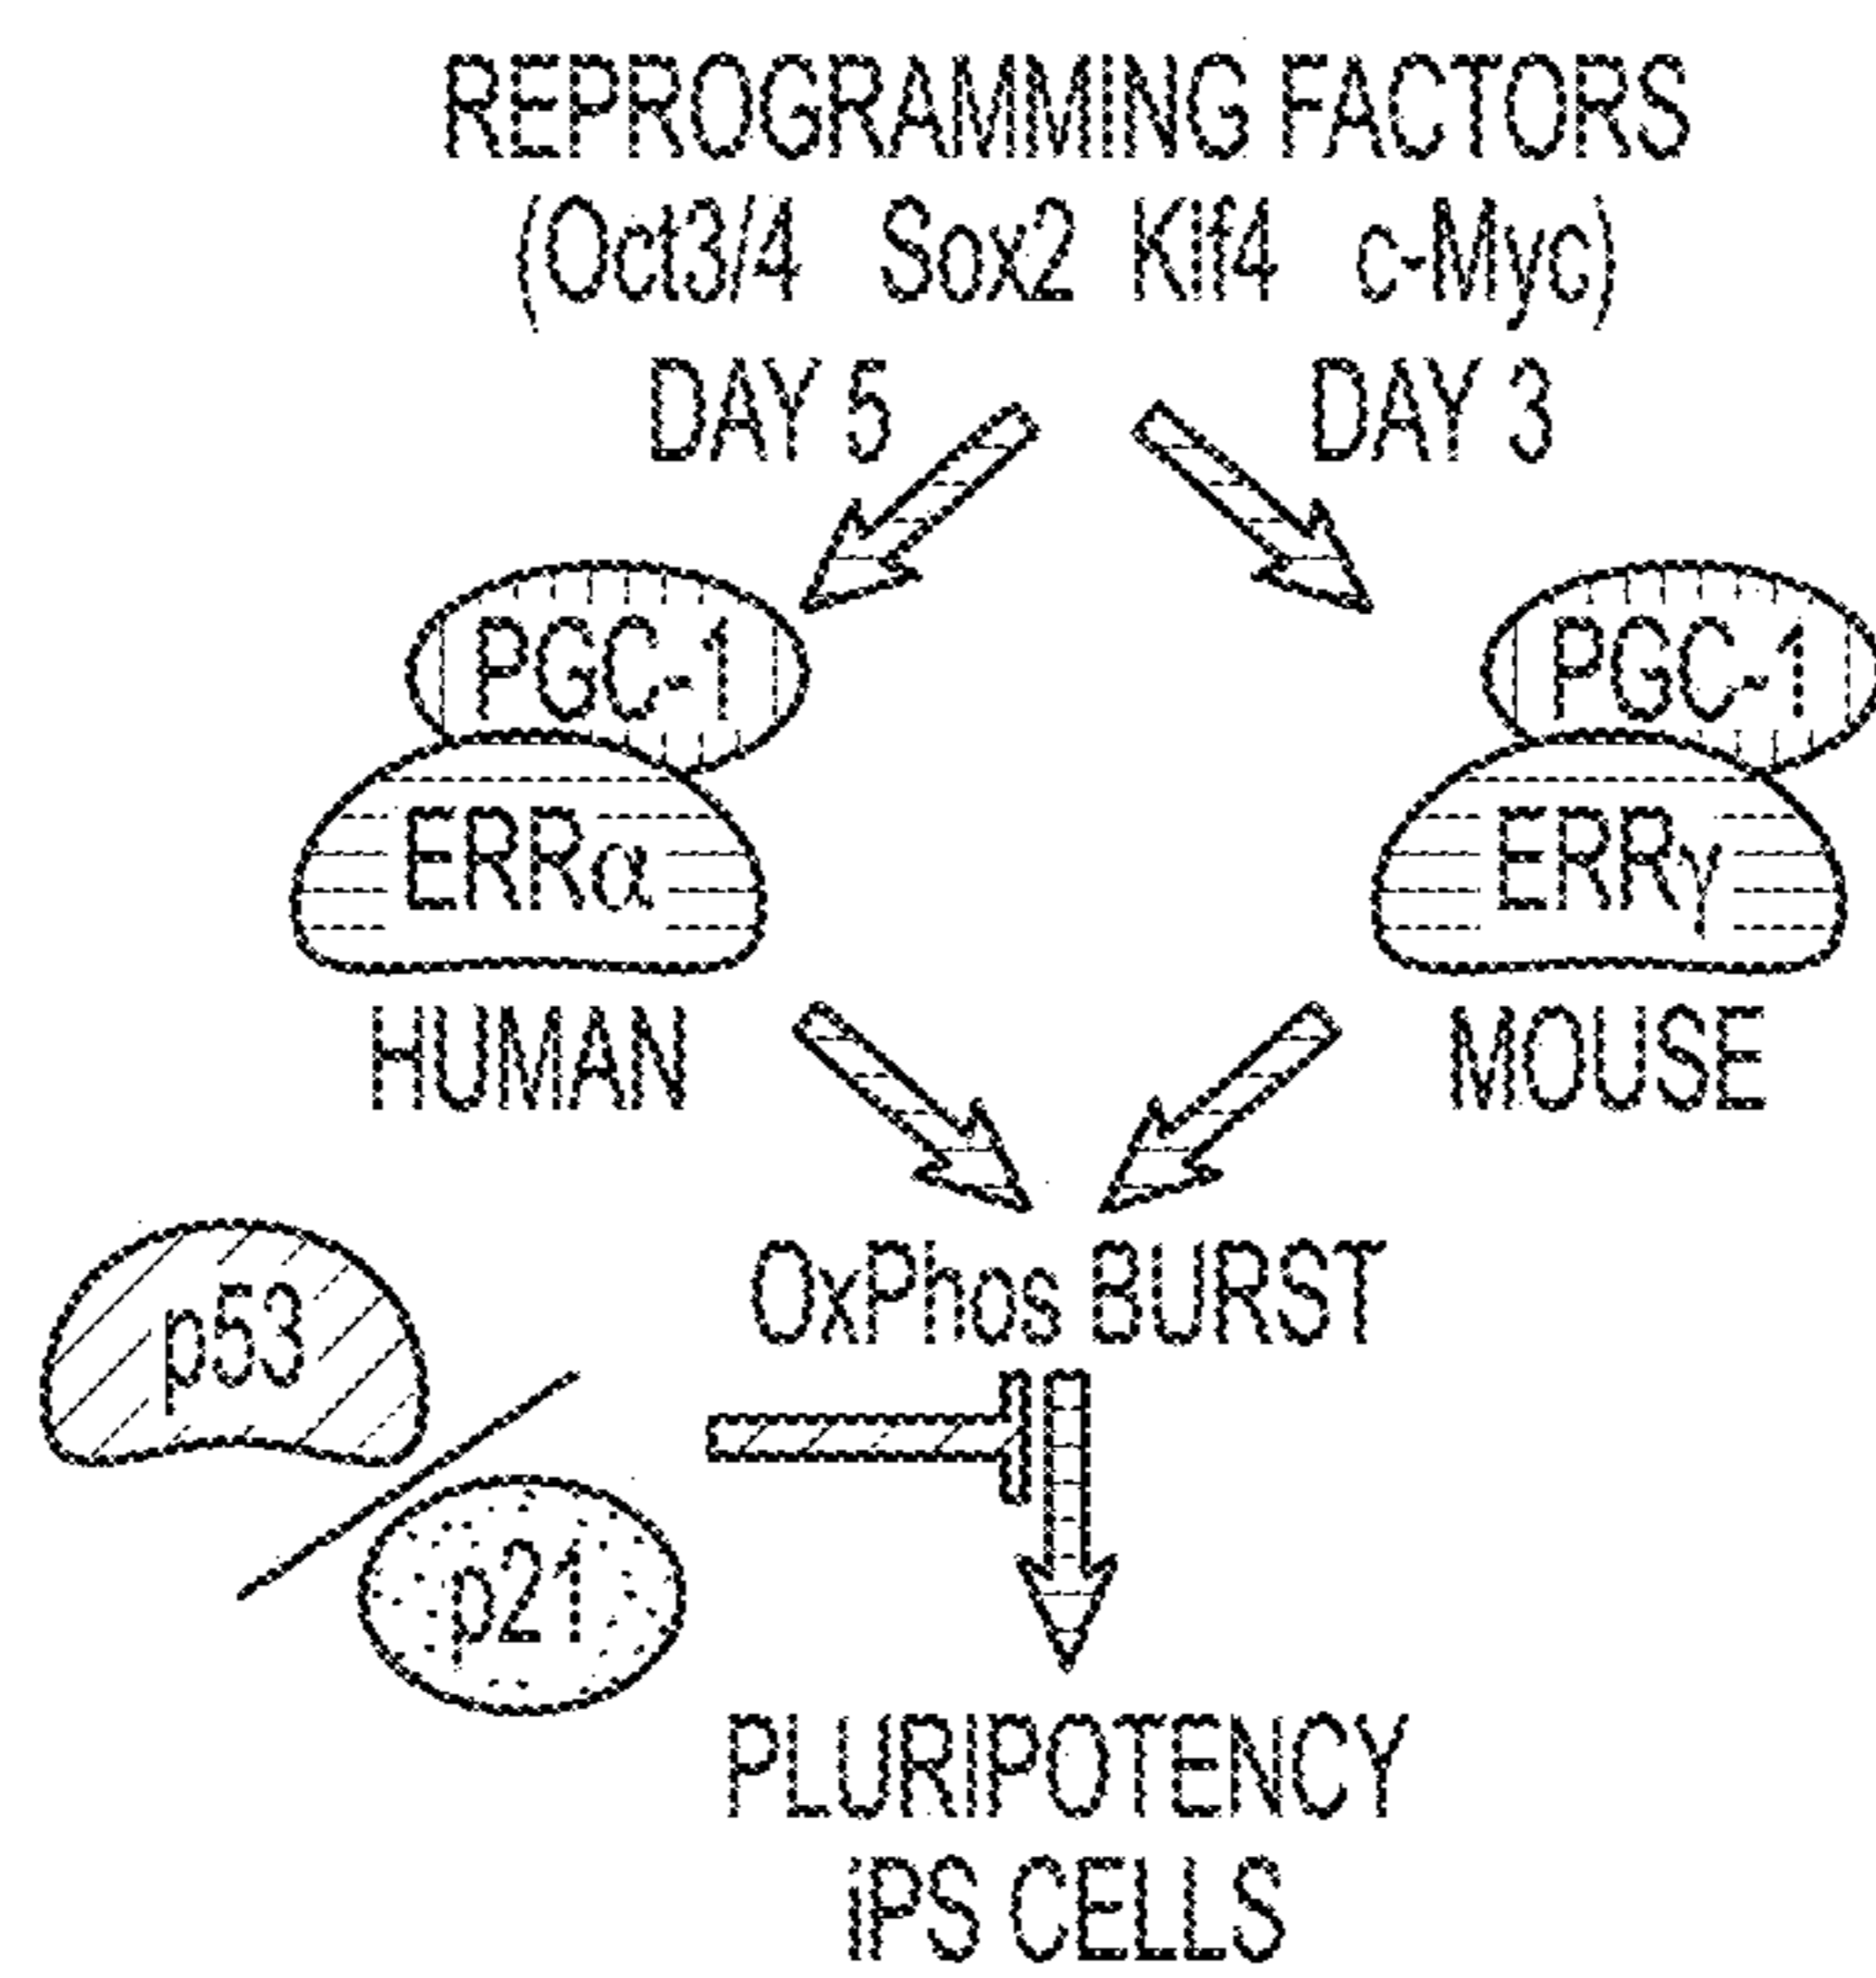 REPROGRAMMING FACTORS
(Oct3/4 Sox2 Klf4 c-Myc)
DAY 5 DAY 3
PGC-1 PGC-1
ERRα ERRγ
HUMAN MOUSE
OxPhos BURST
p53
p21
PLURIPOTENCY
iPS CELLS